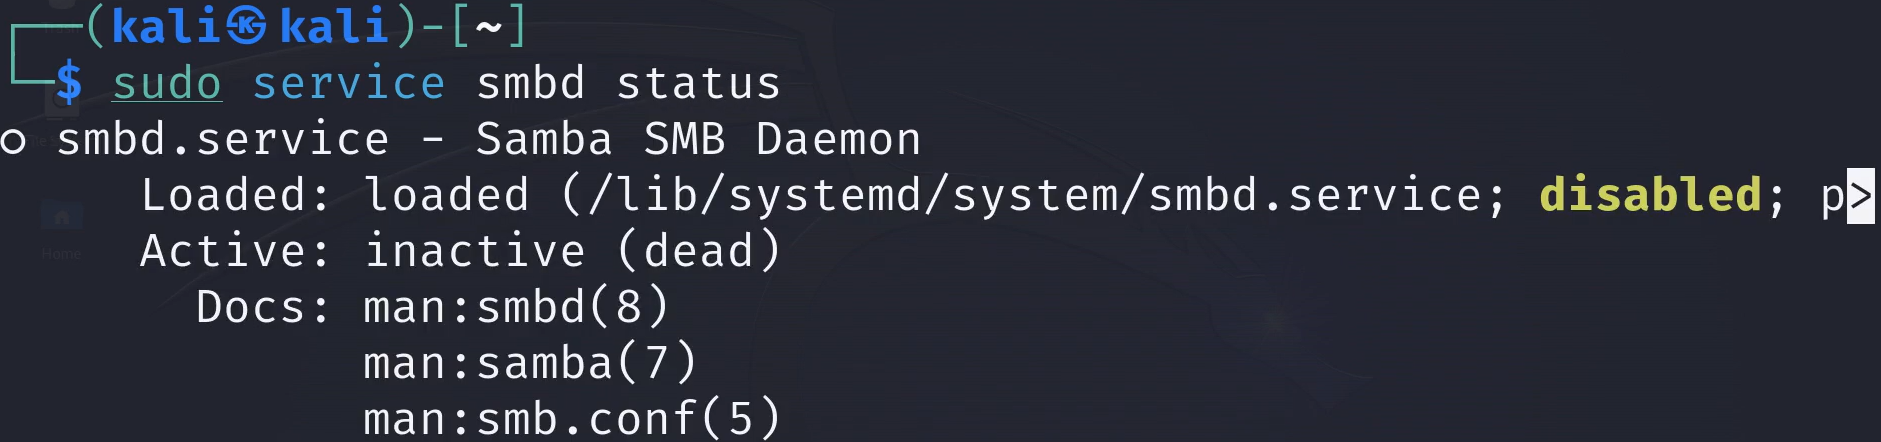 ┌──(kali㉿kali)-[~]
└─$ sudo service smbd status
○ smbd.service - Samba SMB Daemon
     Loaded: loaded (/lib/systemd/system/smbd.service; disabled; p>
     Active: inactive (dead)
       Docs: man:smbd(8)
             man:samba(7)
             man:smb.conf(5)
Home